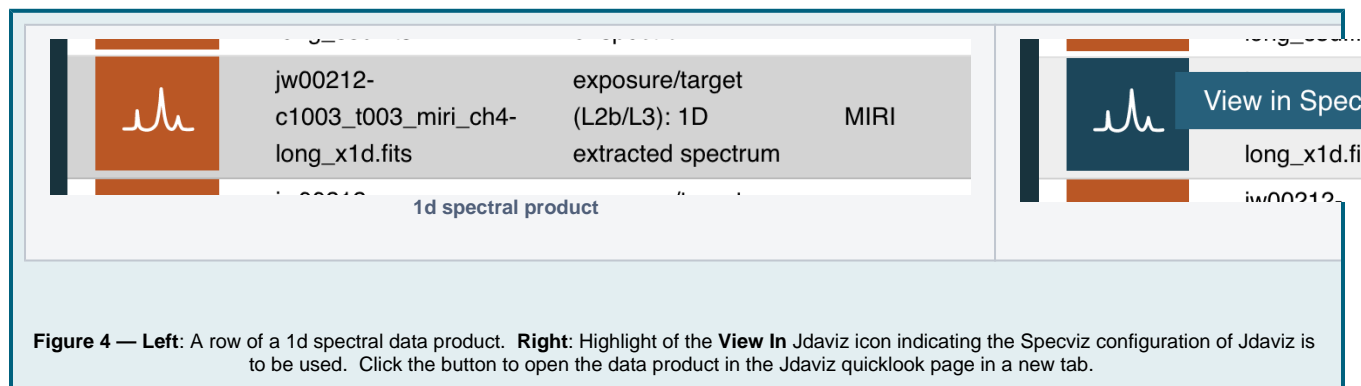 jw00212-
c1003_t003_miri_ch4-
long_x1d.fits
exposure/target
(L2b/L3): 1D
extracted spectrum
MIRI
1d spectral product
View in Spec
long_x1d.fi
jw00212-
Figure 4 — Left: A row of a 1d spectral data product. Right: Highlight of the View In Jdaviz icon indicating the Specviz configuration of Jdaviz is
to be used. Click the button to open the data product in the Jdaviz quicklook page in a new tab.